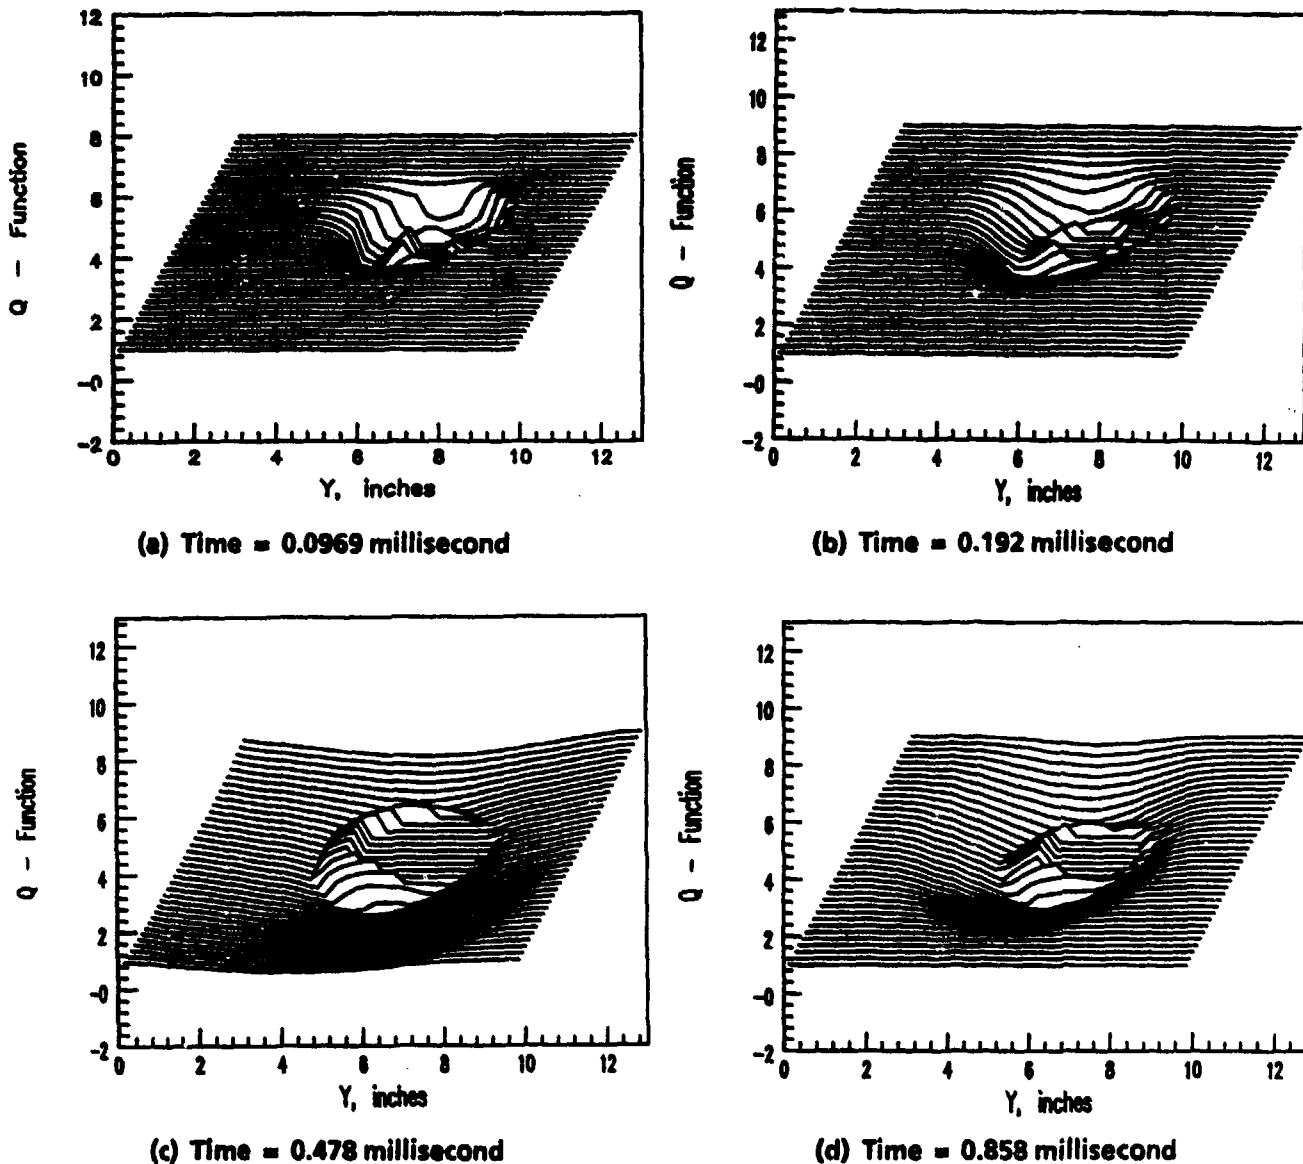 12
10
8
6
4
2
-0
-2
Q - Function
0 2 4 6 8 10 12
Y, inches
(a) Time = 0.0969 millisecond
12
10
8
6
4
2
-0
-2
Q - Function
0 2 4 6 8 10 12
Y, inches
(b) Time = 0.192 millisecond
12
10
8
6
4
2
-0
-2
Q - Function
0 2 4 6 8 10 12
Y, inches
(c) Time = 0.478 millisecond
12
10
8
6
4
2
-0
-2
Q - Function
0 2 4 6 8 10 12
Y, inches
(d) Time = 0.858 millisecond